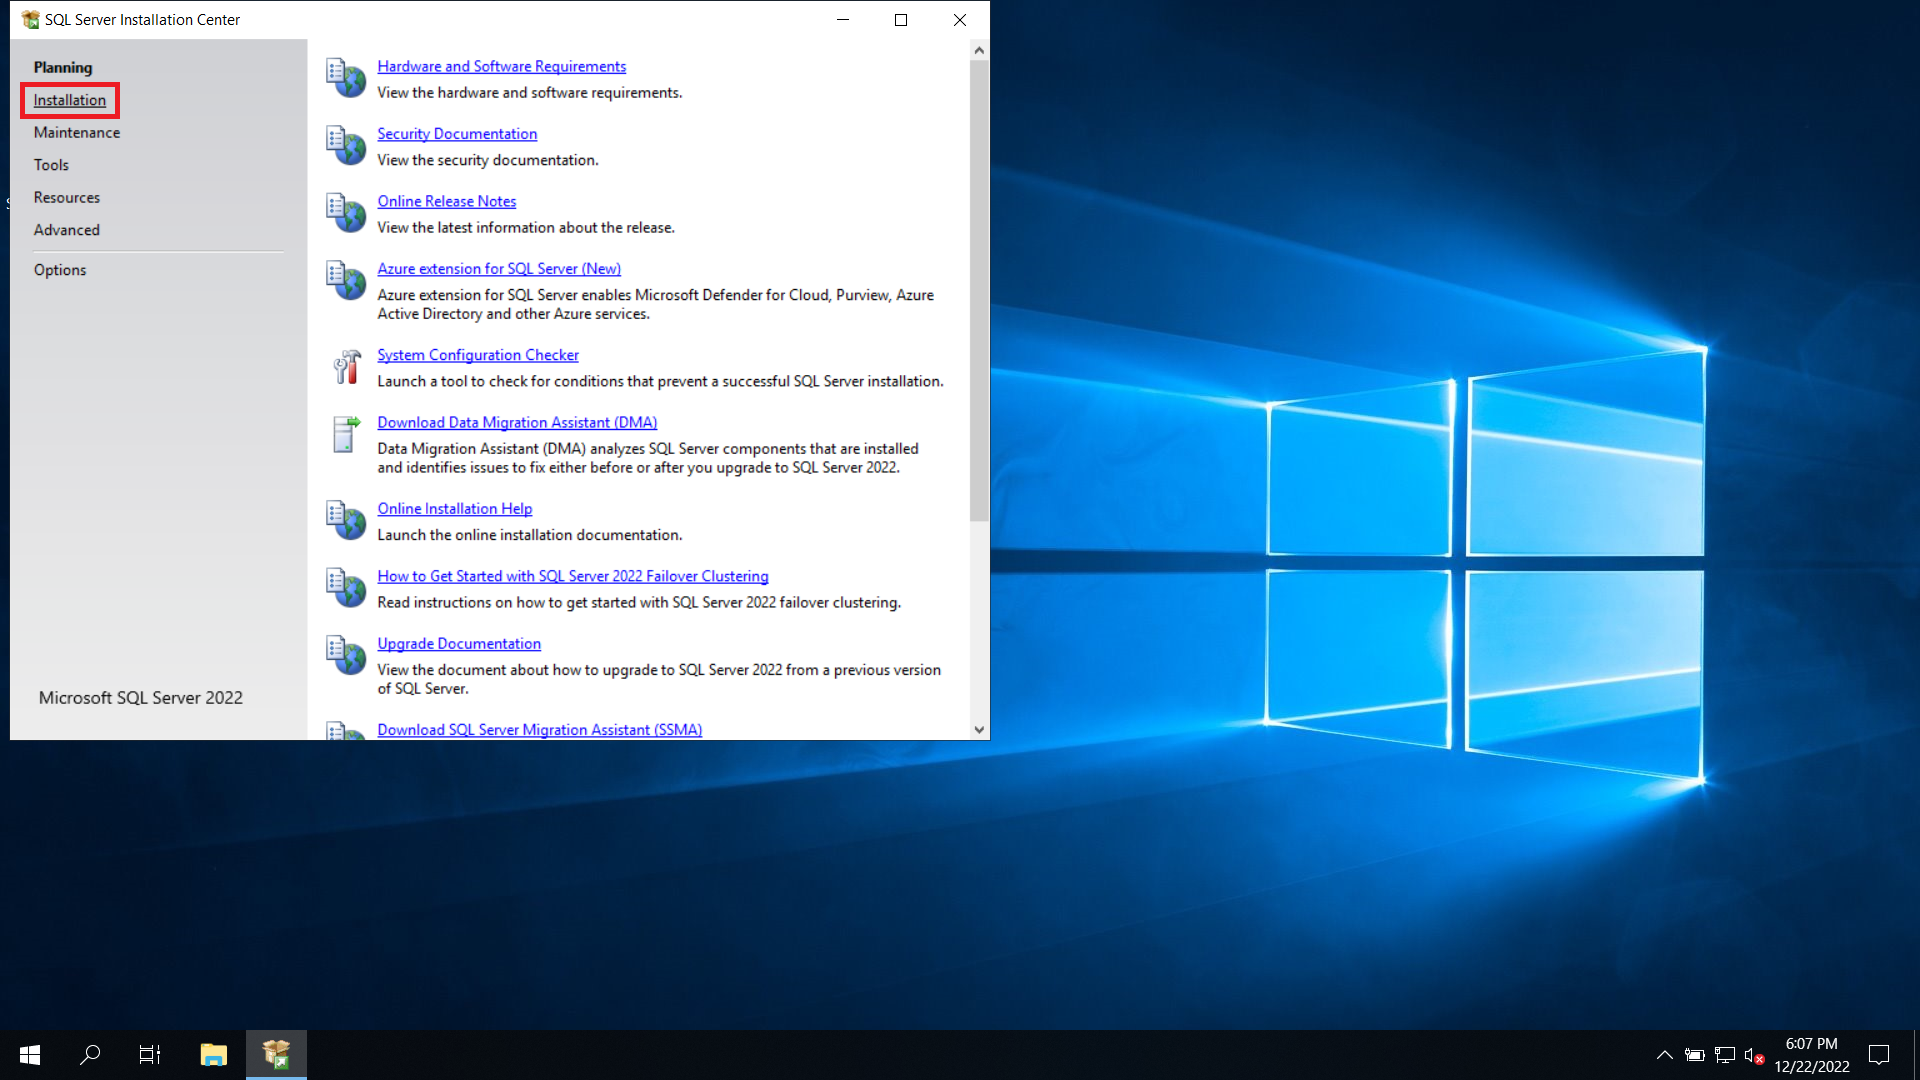 SQL Server Installation Center
Planning
Installation
Maintenance
Tools
Resources
Advanced
Options
Microsoft SQL Server 2022
Hardware and Software Requirements
View the hardware and software requirements.
Security Documentation
View the security documentation.
Online Release Notes
View the latest information about the release.
Azure extension for SQL Server (New)
Azure extension for SQL Server enables Microsoft Defender for Cloud, Purview, Azure
Active Directory and other Azure services.
System Configuration Checker
Launch a tool to check for conditions that prevent a successful SQL Server installation.
Download Data Migration Assistant (DMA)
Data Migration Assistant (DMA) analyzes SQL Server components that are installed
and identifies issues to fix either before or after you upgrade to SQL Server 2022.
Online Installation Help
Launch the online installation documentation.
How to Get Started with SQL Server 2022 Failover Clustering
Read instructions on how to get started with SQL Server 2022 failover clustering.
Upgrade Documentation
View the document about how to upgrade to SQL Server 2022 from a previous version
of SQL Server.
Download SQL Server Migration Assistant (SSMA)
6:07 PM
12/22/2022